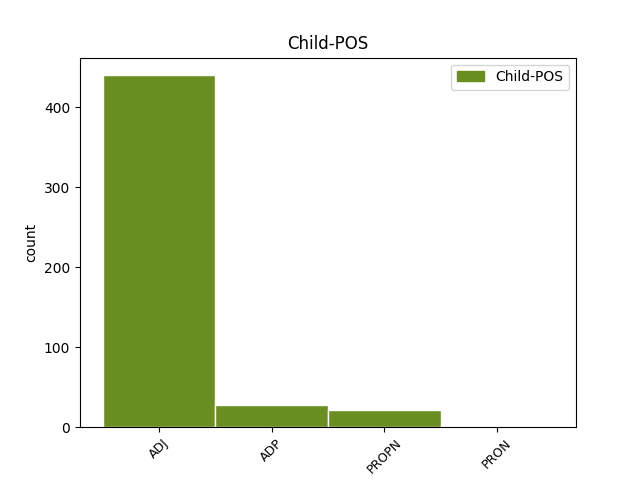 Child-POS
Child-POS
count
400
300
200
100
0
ADJ
ADP
PROPN
PRON